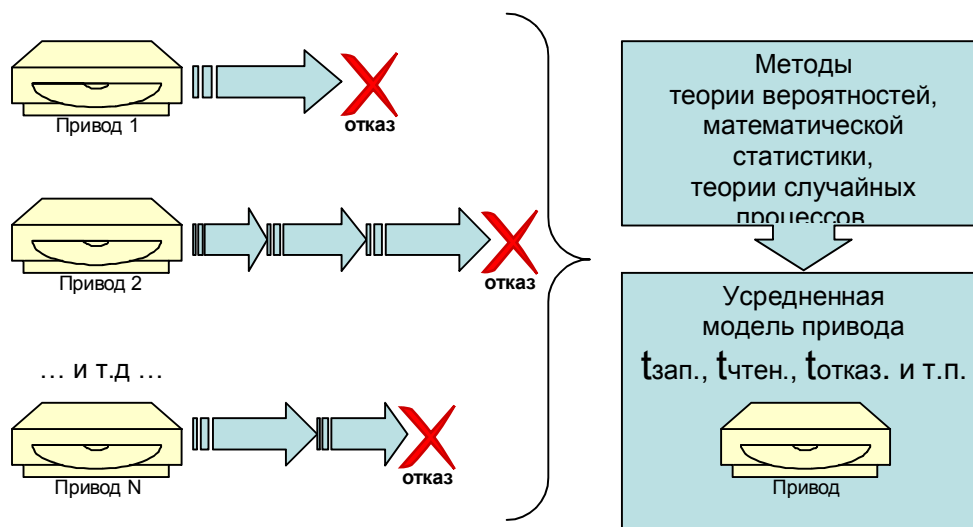 Привод 1
отказ
Привод 2
отказ
… и т.д …
Привод N
отказ
Методы
теории вероятностей,
математической
статистики,
теории случайных
процессов
Усредненная
модель привода
tзап., tчтен., tотказ. и т.п.
Привод